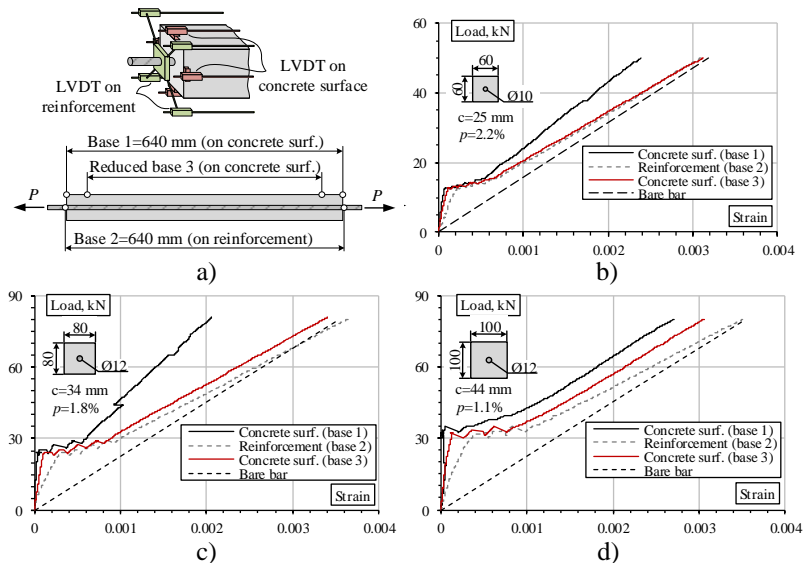 LVDT on
reinforcement
LVDT on
concrete surface
Base 1=640 mm (on concrete surf.)
Reduced base 3 (on concrete surf.)
P
P
Base 2=640 mm (on reinforcement)
a)
60
Load, kN
60
60
Ø10
c=25 mm
p=2.2%
40
20
0
Concrete surf. (base 1)
Reinforcement (base 2)
Concrete surf. (base 3)
Bare bar
Strain
0
0.001
0.002
0.003
0.004
b)
90
Load, kN
80
80
Ø12
c=34 mm
p=1.8%
60
30
0
Concrete surf. (base 1)
Reinforcement (base 2)
Concrete surf. (base 3)
Bare bar
Strain
0
0.001
0.002
0.003
0.004
c)
90
Load, kN
100
100
Ø12
c=44 mm
p=1.1%
60
30
0
Concrete surf. (base 1)
Reinforcement (base 2)
Concrete surf. (base 3)
Bare bar
Strain
0
0.001
0.002
0.003
0.004
d)